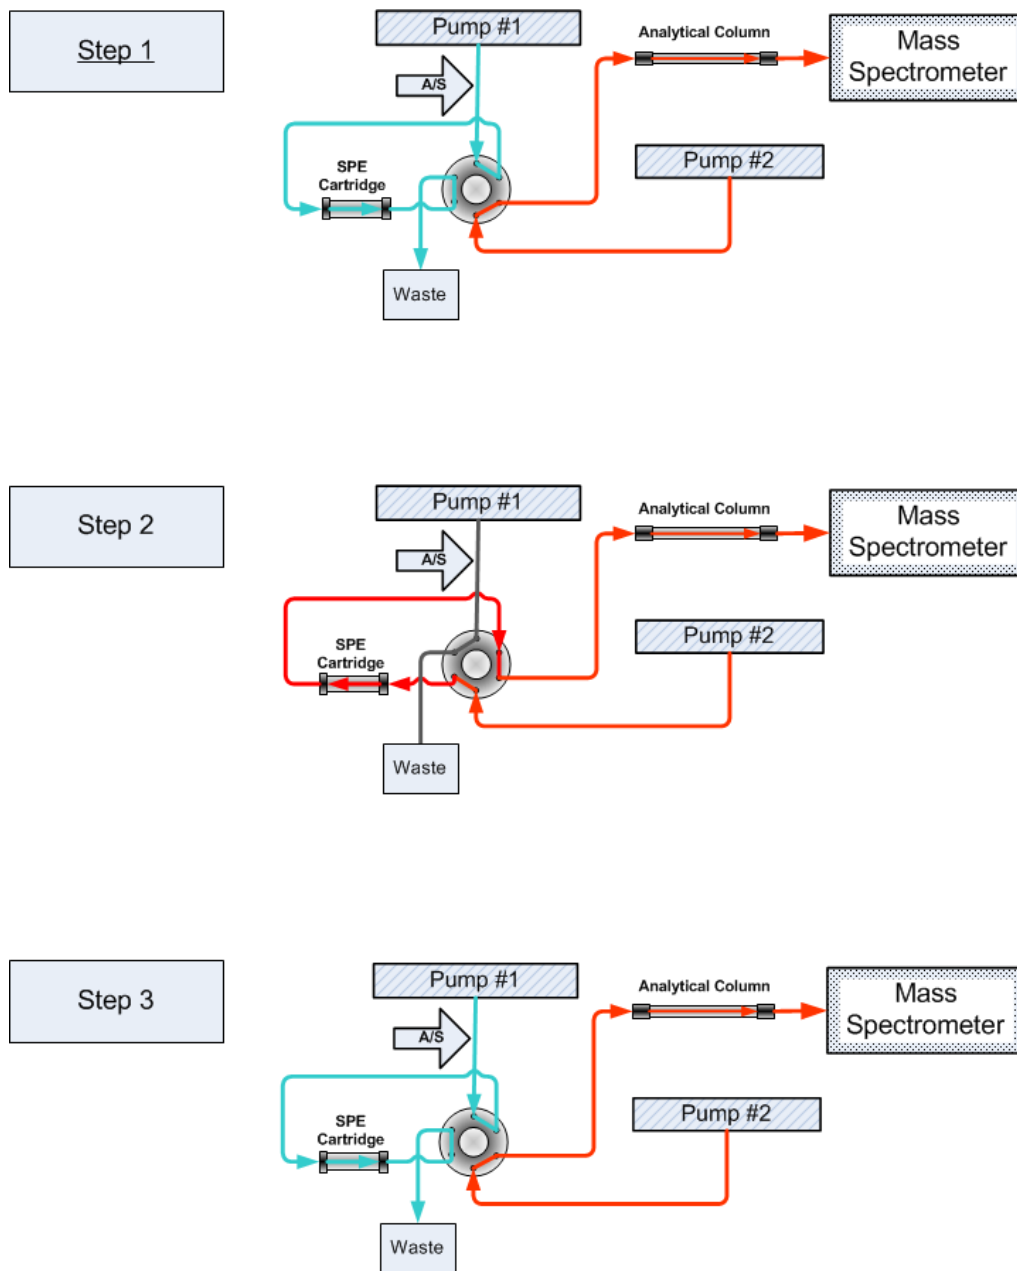 Step 1
Pump #1
A/S
Analytical Column
Mass
Spectrometer
SPE
Cartridge
Pump #2
Waste
Step 2
Pump #1
A/S
Analytical Column
Mass
Spectrometer
SPE
Cartridge
Pump #2
Waste
Step 3
Pump #1
A/S
Analytical Column
Mass
Spectrometer
SPE
Cartridge
Pump #2
Waste